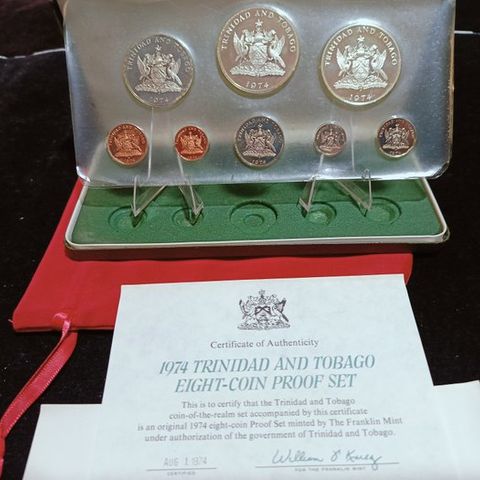 TRINIDAD AND TOBAGO
1974
TRINIDAD AND TOBAGO
1974
TRINIDAD AND TOBAGO
1974
TRINIDAD AND TOBAGO
1974
Certificate of Authenticity
1974 TRINIDAD AND TOBAGO
EIGHT-COIN PROOF SET
This is to certify that the Trinidad and Tobago
coin-of-the-realm set accompanied by this certificate
is an original 1974 eight-coin Proof Set minted by The Franklin Mint
under authorization of the government of Trinidad and Tobago.
AUG 1 1974
CERTIFIED
FOR THE FRANKLIN MINT